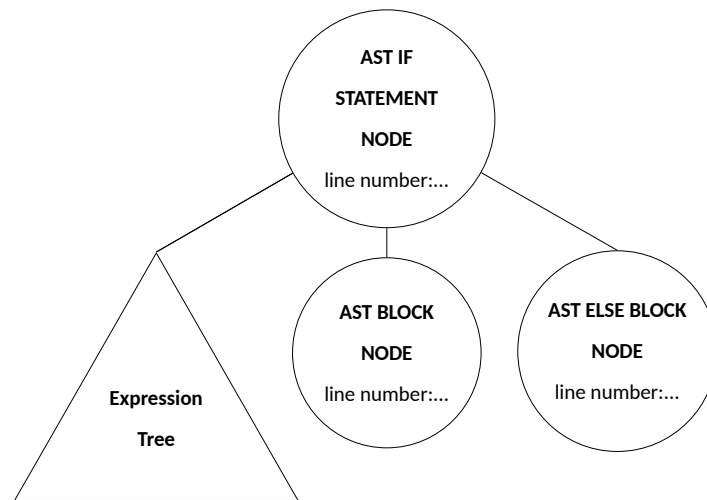 AST IF
STATEMENT
NODE
line number:...
AST BLOCK
NODE
line number:...
AST ELSE BLOCK
NODE
line number:...
Expression
Tree